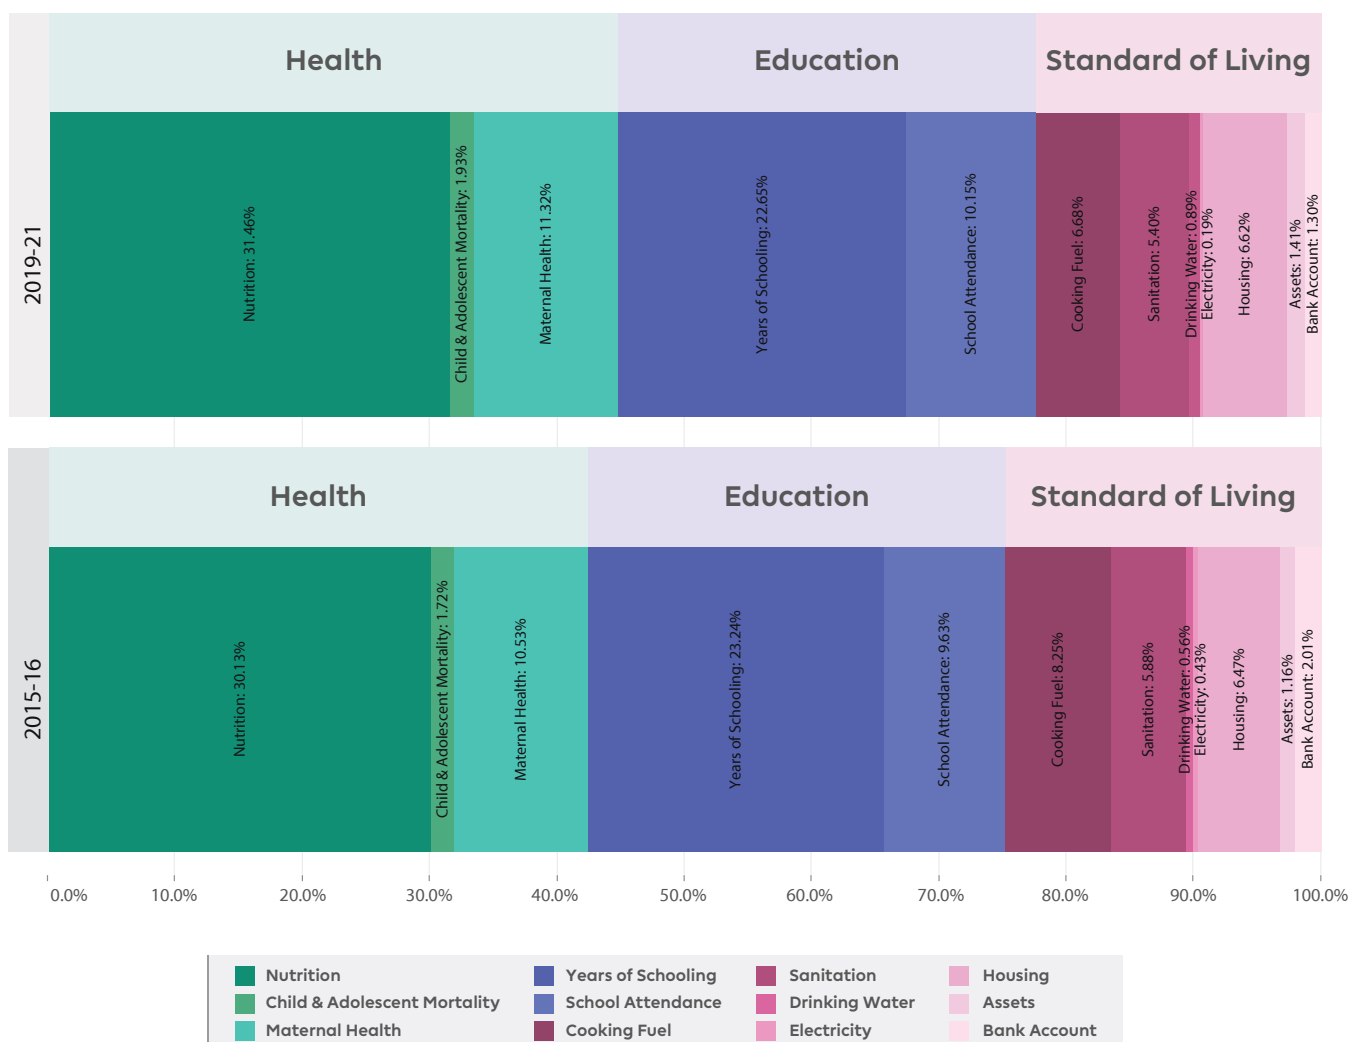 Health
Education
Standard of Living
2019-21
Nutrition: 31.46%
Child & Adolescent Mortality: 1.93%
Maternal Health: 11.32%
Years of Schooling: 22.65%
School Attendance: 10.15%
Cooking Fuel: 6.68%
Sanitation: 5.40%
Drinking Water: 0.89%
Electricity: 0.19%
Housing: 6.62%
Assets: 1.41%
Bank Account: 1.30%
Health
Education
Standard of Living
2015-16
Nutrition: 30.13%
Child & Adolescent Mortality: 1.72%
Maternal Health: 10.53%
Years of Schooling: 23.24%
School Attendance: 9.63%
Cooking Fuel: 8.25%
Sanitation: 5.88%
Drinking Water: 0.56%
Electricity: 0.43%
Housing: 6.47%
Assets: 1.16%
Bank Account: 2.01%
0.0% 10.0% 20.0% 30.0% 40.0% 50.0% 60.0% 70.0% 80.0% 90.0% 100.0%
Nutrition Years of Schooling Sanitation Housing
Child & Adolescent Mortality School Attendance Drinking Water Assets
Maternal Health Cooking Fuel Electricity Bank Account